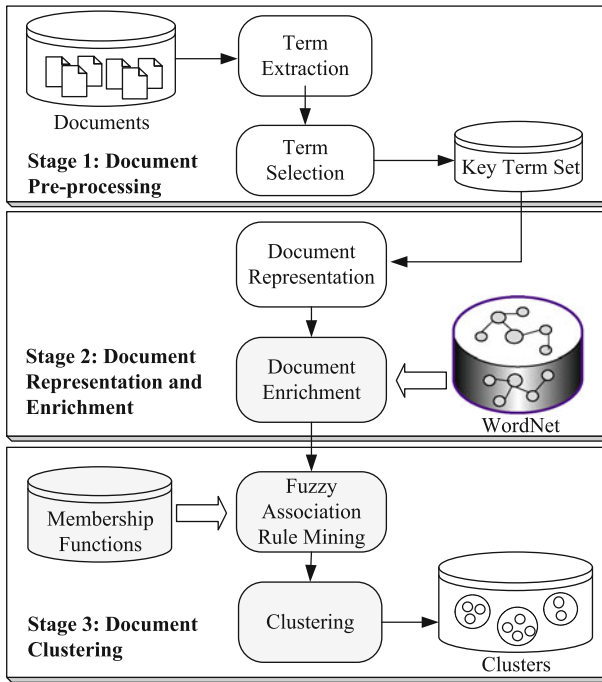 Term
Extraction
Documents
Stage 1: Document
Pre-processing
Term
Selection
Key Term Set
Document
Representation
Stage 2: Document
Representation and
Enrichment
Document
Enrichment
WordNet
Membership
Functions
Fuzzy
Association
Rule Mining
Stage 3: Document
Clustering
Clustering
Clusters